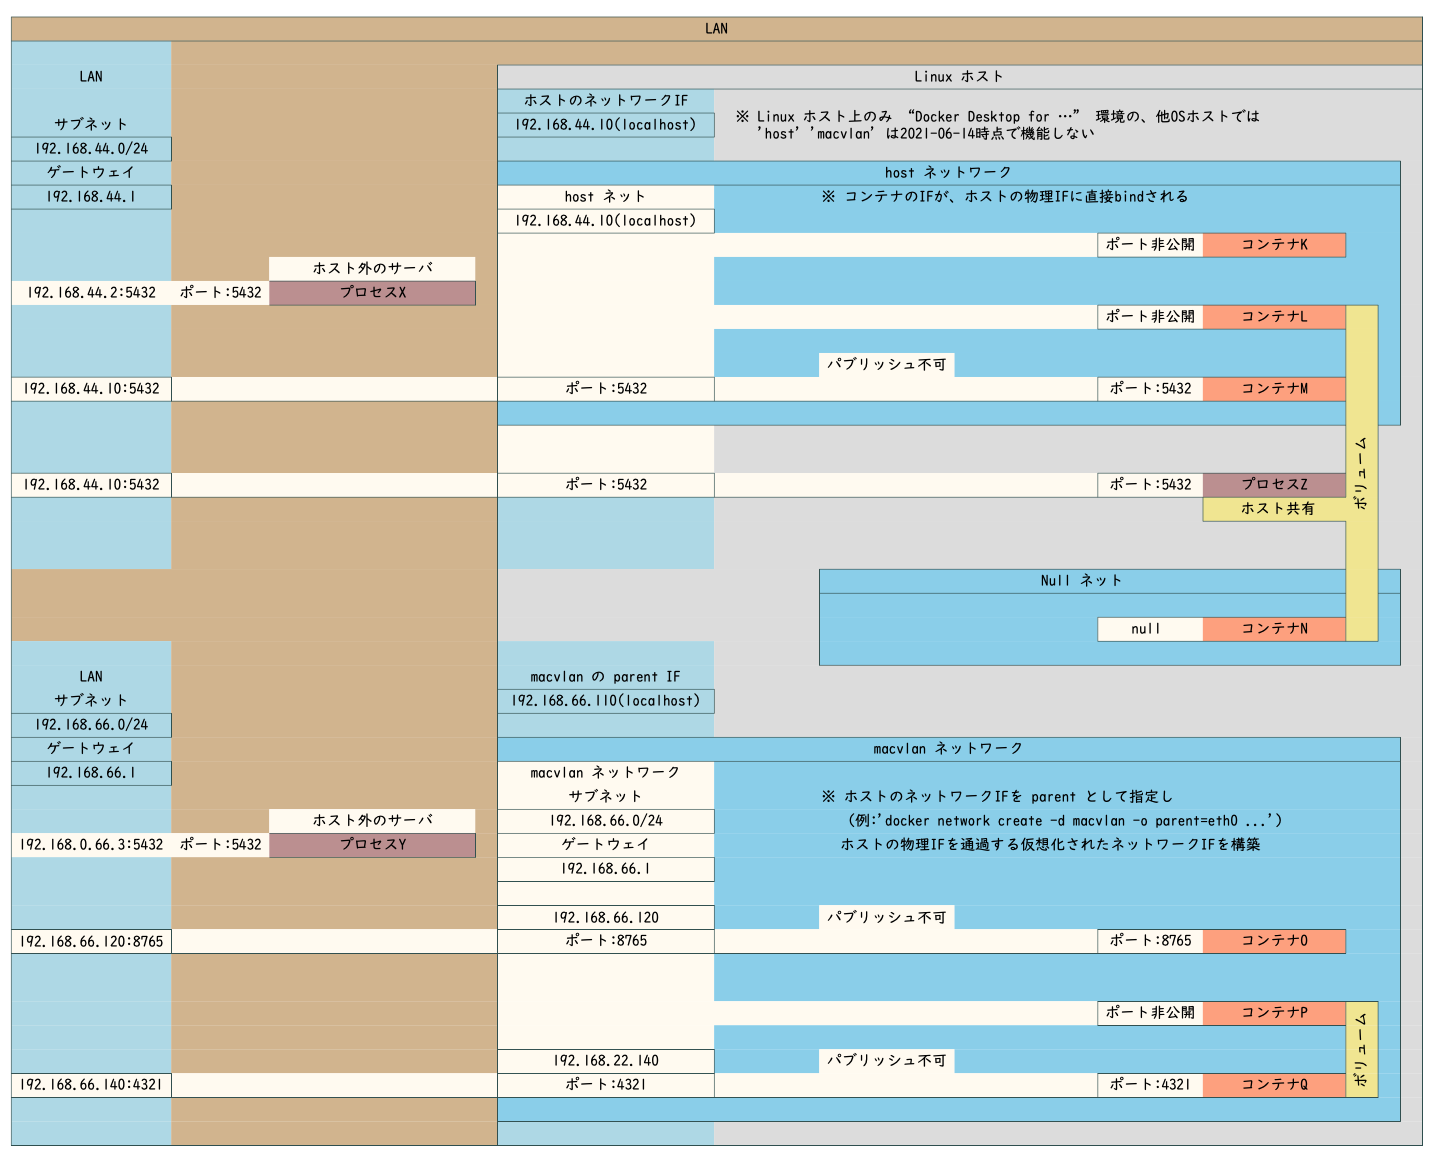 LAN
LAN
Linux ホスト
ホストのネットワークIF
サブネット
192.168.44.10(localhost)
※ Linux ホスト上のみ “Docker Desktop for …” 環境の、他OSホストでは
'host' 'macvlan' は2021-06-14時点で機能しない
192.168.44.0/24
ゲートウェイ
host ネットワーク
192.168.44.1
host ネット
※ コンテナのIFが、ホストの物理IFに直接bindされる
192.168.44.10(localhost)
ポート非公開
コンテナK
ホスト外のサーバ
192.168.44.2:5432
ポート:5432
プロセスX
ポート非公開
コンテナL
パブリッシュ不可
192.168.44.10:5432
ポート:5432
ポート:5432
コンテナM
ボリューム
192.168.44.10:5432
ポート:5432
ポート:5432
プロセスZ
ホスト共有
Null ネット
null
コンテナN
LAN
macvlan の parent IF
サブネット
192.168.66.110(localhost)
192.168.66.0/24
ゲートウェイ
macvlan ネットワーク
192.168.66.1
macvlan ネットワーク
サブネット
※ ホストのネットワークIFを parent として指定し
ホスト外のサーバ
192.168.66.0/24
(例:'docker network create -d macvlan -o parent=eth0 ...')
192.168.0.66.3:5432
ポート:5432
プロセスY
ゲートウェイ
ホストの物理IFを通過する仮想化されたネットワークIFを構築
192.168.66.1
192.168.66.120
パブリッシュ不可
192.168.66.120:8765
ポート:8765
ポート:8765
コンテナO
ポート非公開
コンテナP
ボリューム
192.168.22.140
パブリッシュ不可
192.168.66.140:4321
ポート:4321
ポート:4321
コンテナQ